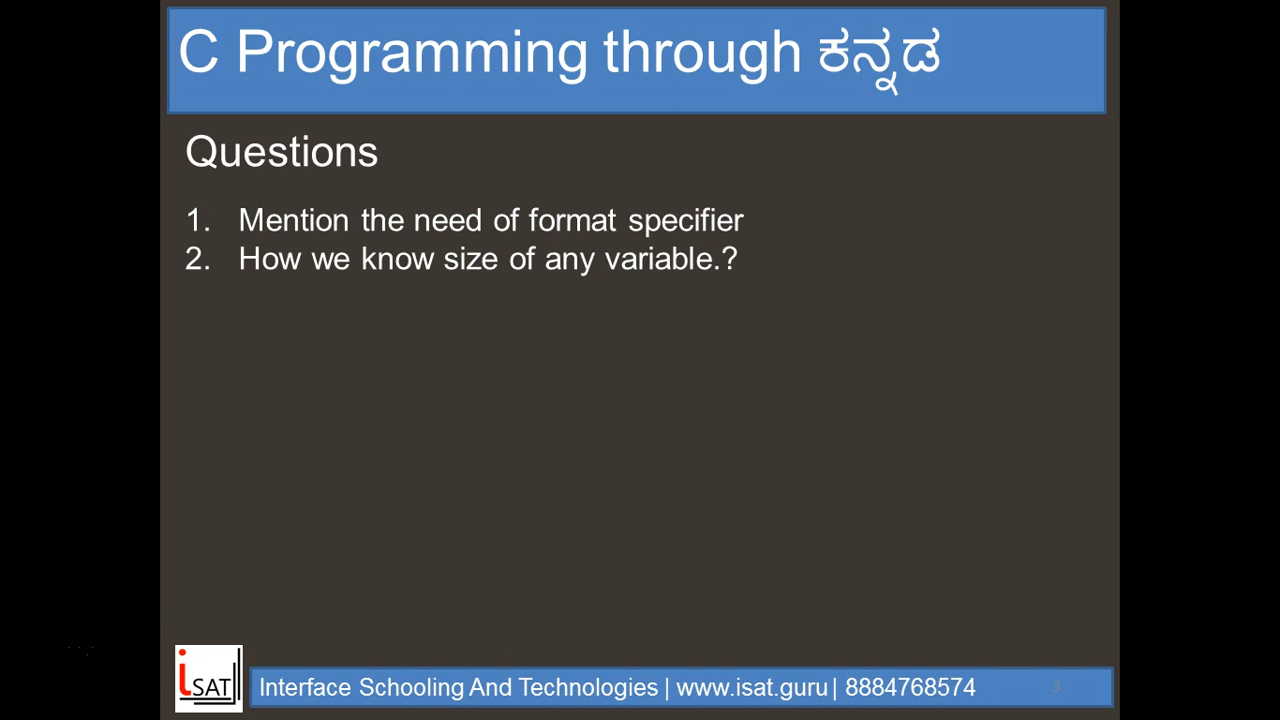 C Programming through ಕನ್ನಡ
Questions
1. Mention the need of format specifier
2. How we know size of any variable.?
iSAT
Interface Schooling And Technologies | www.isat.guru | 8884768574
3